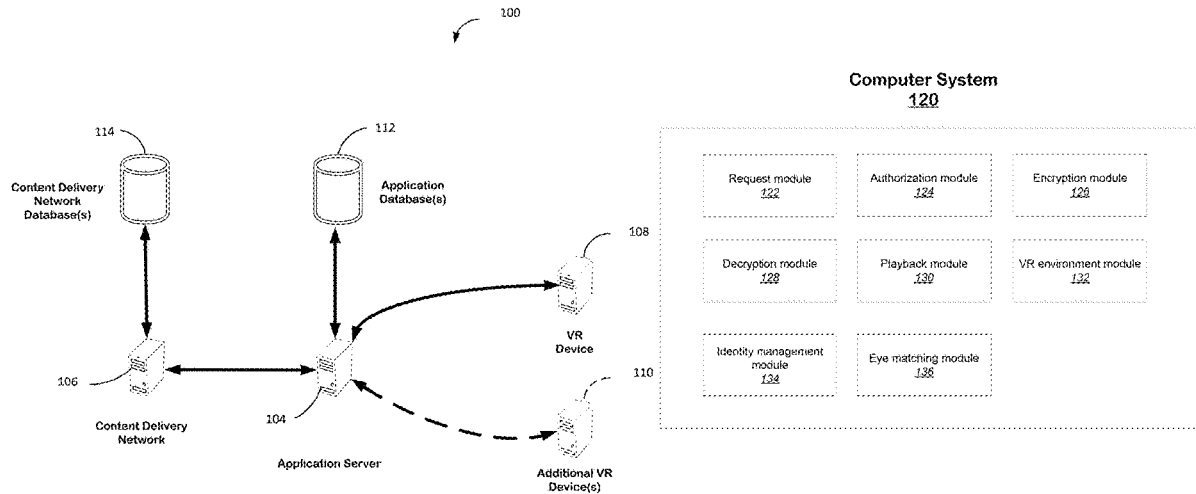 100
Computer System
120
114
112
Content Delivery
Network
Database(s)
Application
Database(s)
Request module
122
Authorization module
124
Encryption module
126
108
Decryption module
128
Playback module
130
VR environment module
132
VR
Device
Identity management
module
134
Eye matching module
136
106
104
110
Content Delivery
Network
Application Server
Additional VR
Device(s)